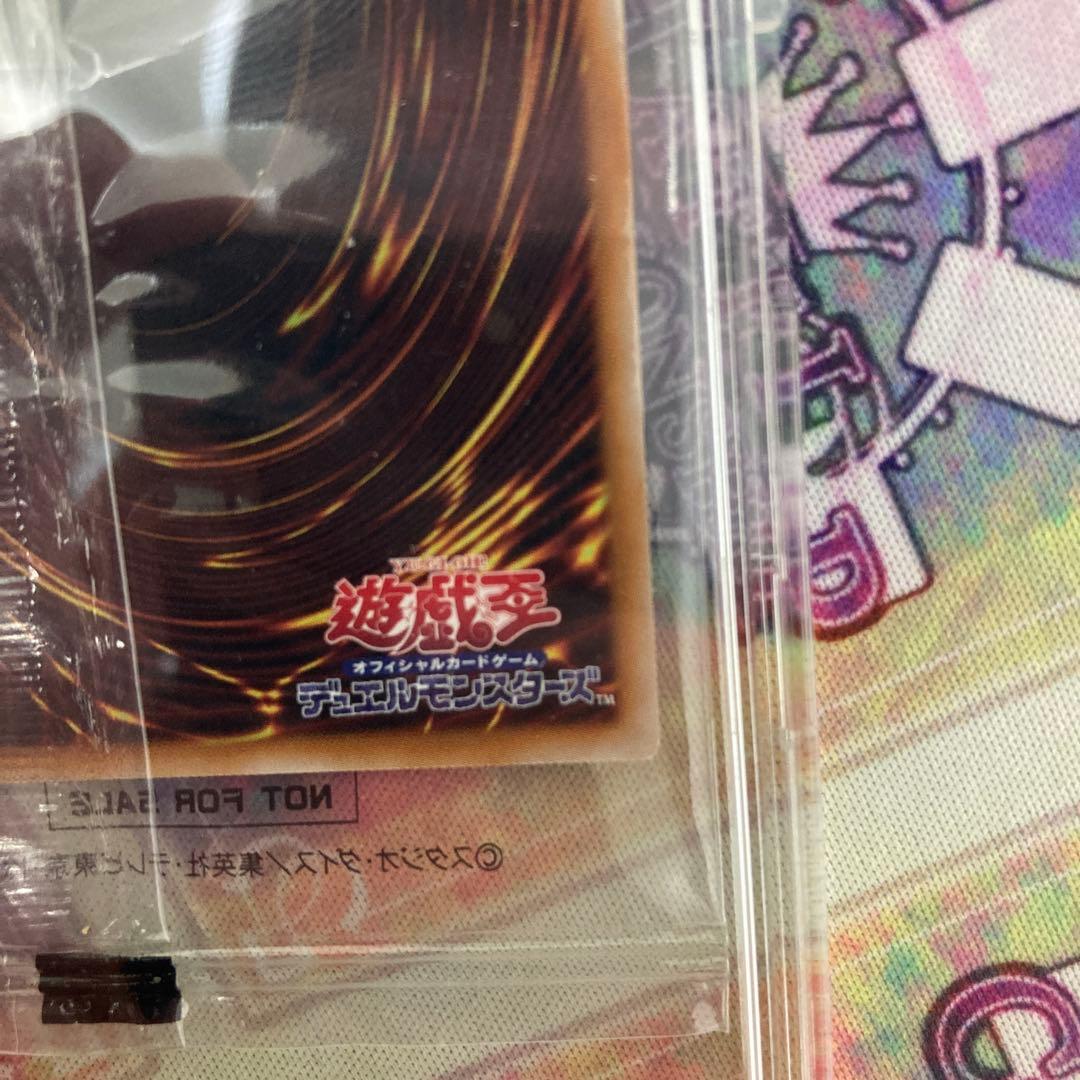 YU-GI-OH!
遊戯王
オフィシャルカードゲーム
デュエルモンスターズ™
NOT FOR SALE
©スタジオ・ダイス/集英社・テレビ東京
D
C